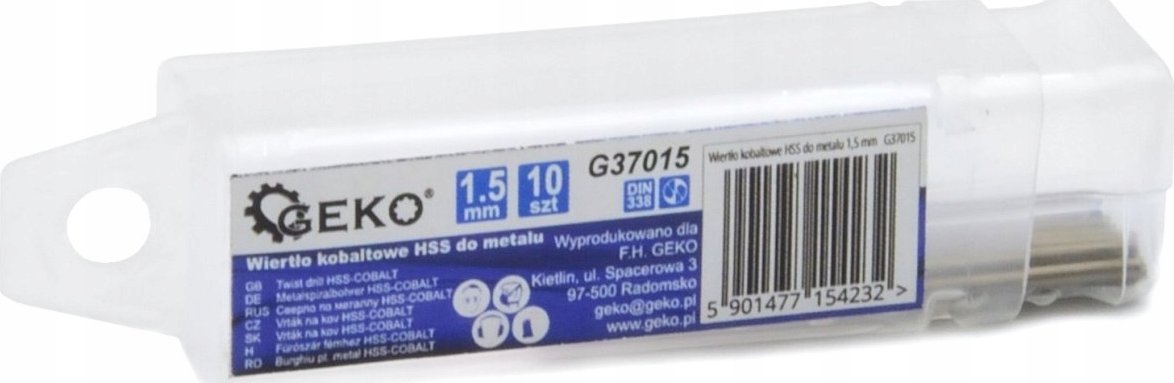 GEKO®
1.5 mm
10 szt
G37015
DIN 338
Wiertło kobaltowe HSS do metalu
GB Twist drill HSS-COBALT
DE Metalspiralbohrer HSS-COBALT
RUS Сверло по металлу HSS-COBALT
CZ Vrták na kov HSS-COBALT
SK Vrták na kov HSS-COBALT
H Fúrószár fémhez HSS-COBALT
RO Burghiu pt. metal HSS-COBALT
Wyprodukowano dla
F.H. GEKO
Kietlin, ul. Spacerowa 3
97-500 Radomsko
geko@geko.pl
www.geko.pl
Wiertło kobaltowe HSS do metalu 1,5 mm G37015
5 901477 154232 >